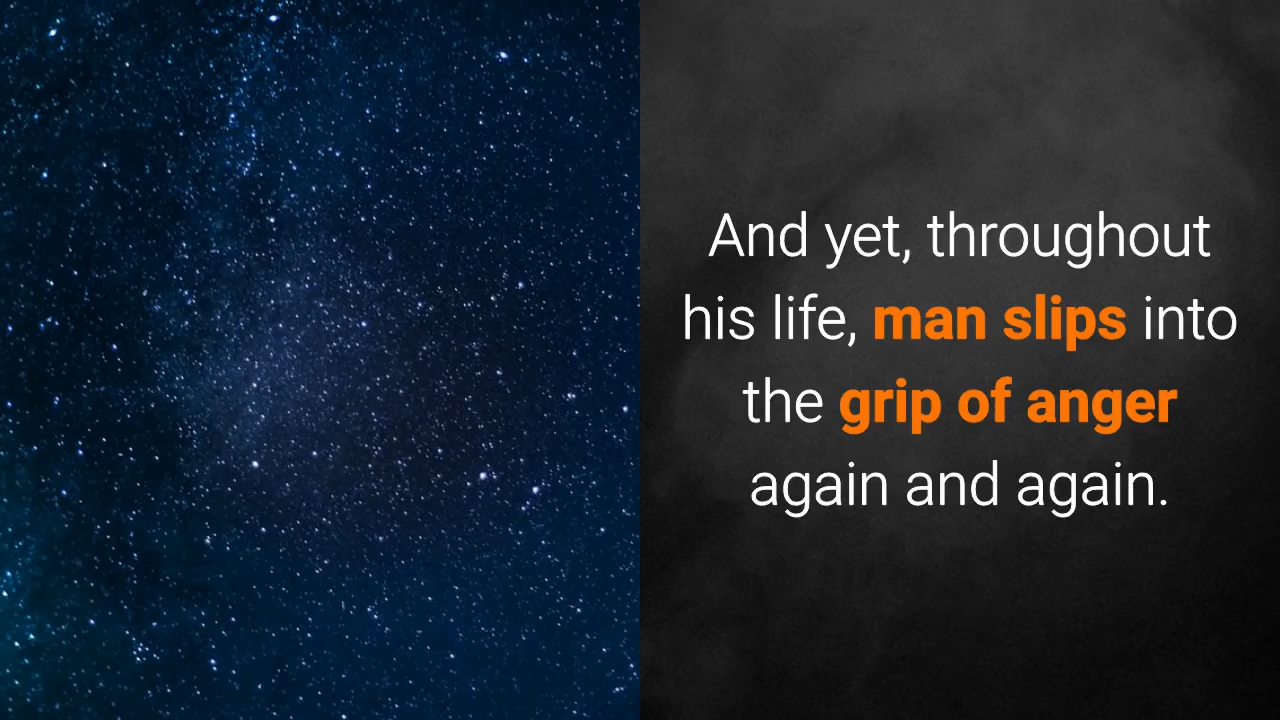 And yet, throughout
his life, man slips into
the grip of anger
again and again.